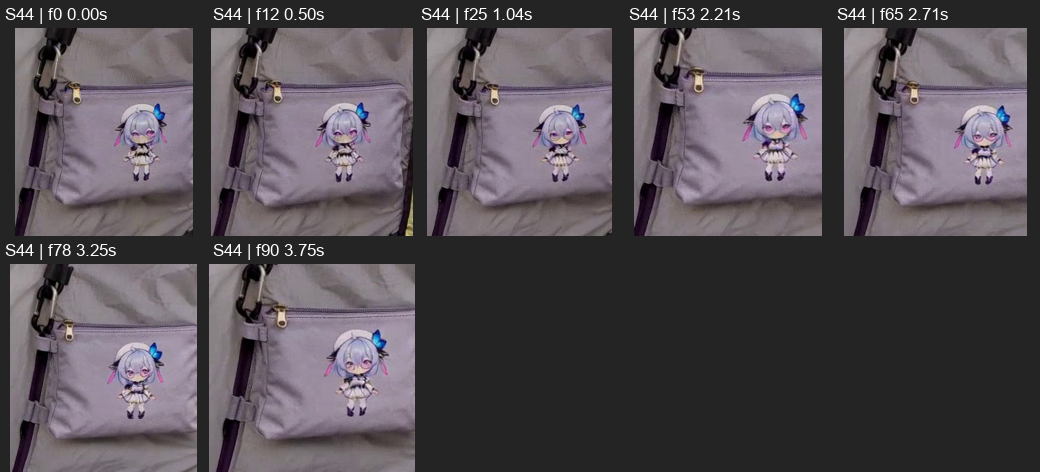 S44 | f0 0.00s
S44 | f12 0.50s
S44 | f25 1.04s
S44 | f53 2.21s
S44 | f65 2.71s
S44 | f78 3.25s
S44 | f90 3.75s